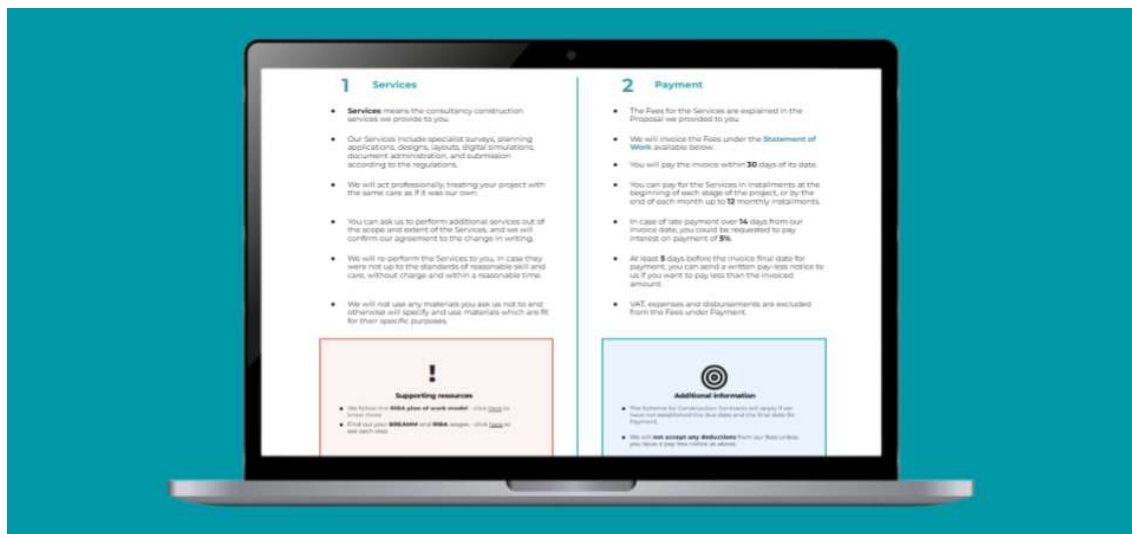 1 Services
Services means the consultancy construction
services we provide to you.
Our Services include specialist surveys, planning
applications, designs, layouts, digital simulations,
document administration, and submission
according to the regulations.
We will act professionally, treating your project with
the same care as if it was our own.
You can ask us to perform additional services out of
the scope and extent of the Services, and we will
confirm our agreement to the change in writing.
We will re-perform the Services to you, in case they
were not up to the standards of reasonable skill and
care, without charge and within a reasonable time.
We will not use any materials you ask us not to and
otherwise will specify and use materials which are fit
for their specific purposes.
!
Supporting resources
We follow the RIBA plan of work model - click here to
know more
Find out your BREAMM and RIBA stages - click here to
see each step
2 Payment
The Fees for the Services are explained in the
Proposal we provided to you.
We will invoice the Fees under the Statement of
Work available below.
You will pay the invoice within 30 days of its date.
You can pay for the Services in installments at the
beginning of each stage of the project, or by the
end of each month up to 12 monthly installments.
In case of late payment over 14 days from our
invoice date, you could be requested to pay
interest on payment of 5%.
At least 5 days before the invoice final date for
payment, you can send a written pay-less notice to
us if you want to pay less than the invoiced
amount.
VAT, expenses and disbursements are excluded
from the Fees under Payment.
Additional information
The Scheme for Construction Contracts will apply if we
have not established the due date and the final date for
Payment.
We will not accept any deductions from our fees unless
you issue a pay-less notice as above.